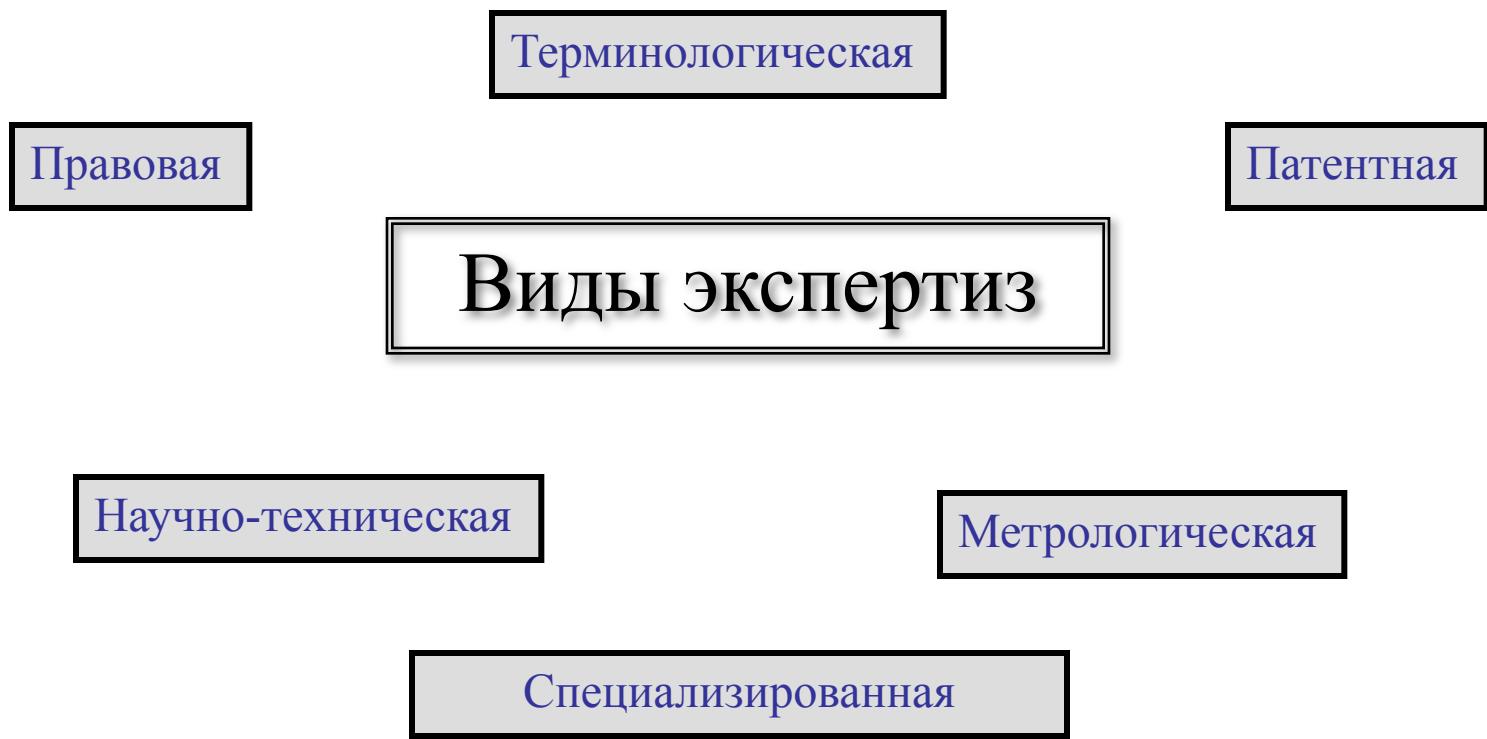 Терминологическая
Правовая
Патентная
Виды экспертиз
Научно-техническая
Метрологическая
Специализированная